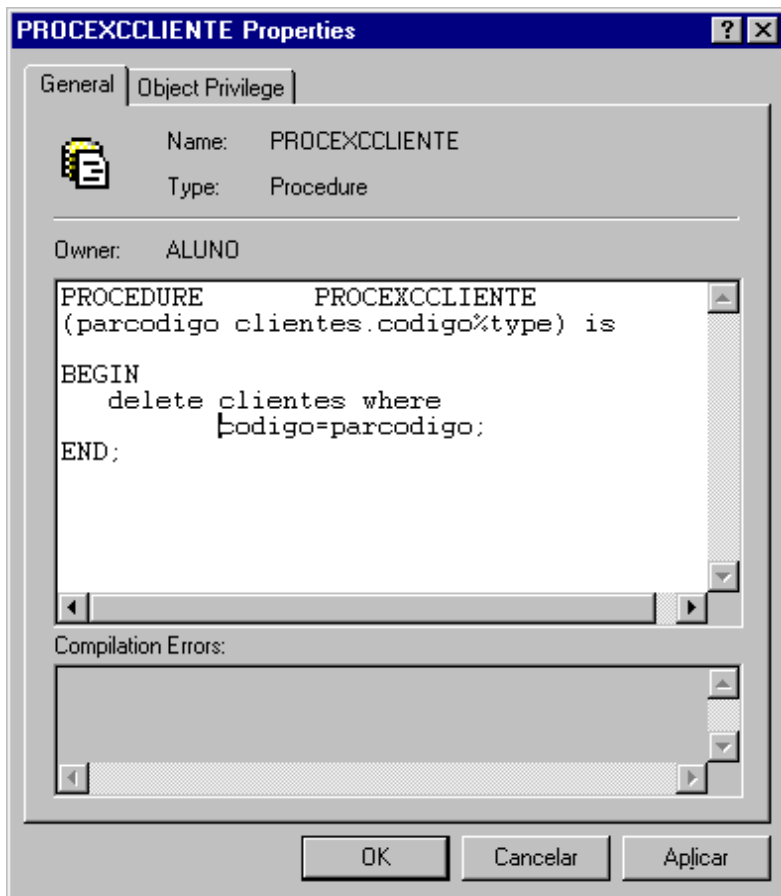 PROCEXCCLIENTE Properties
General
Object Privilege
Name: PROCEXCCLIENTE
Type: Procedure
Owner: ALUNO
PROCEDURE PROCEXCCLIENTE
(parcodigo clientes.codigo%type) is
BEGIN
delete clientes where
codigo=parcodigo;
END;
Compilation Errors:
OK
Cancelar
Aplicar